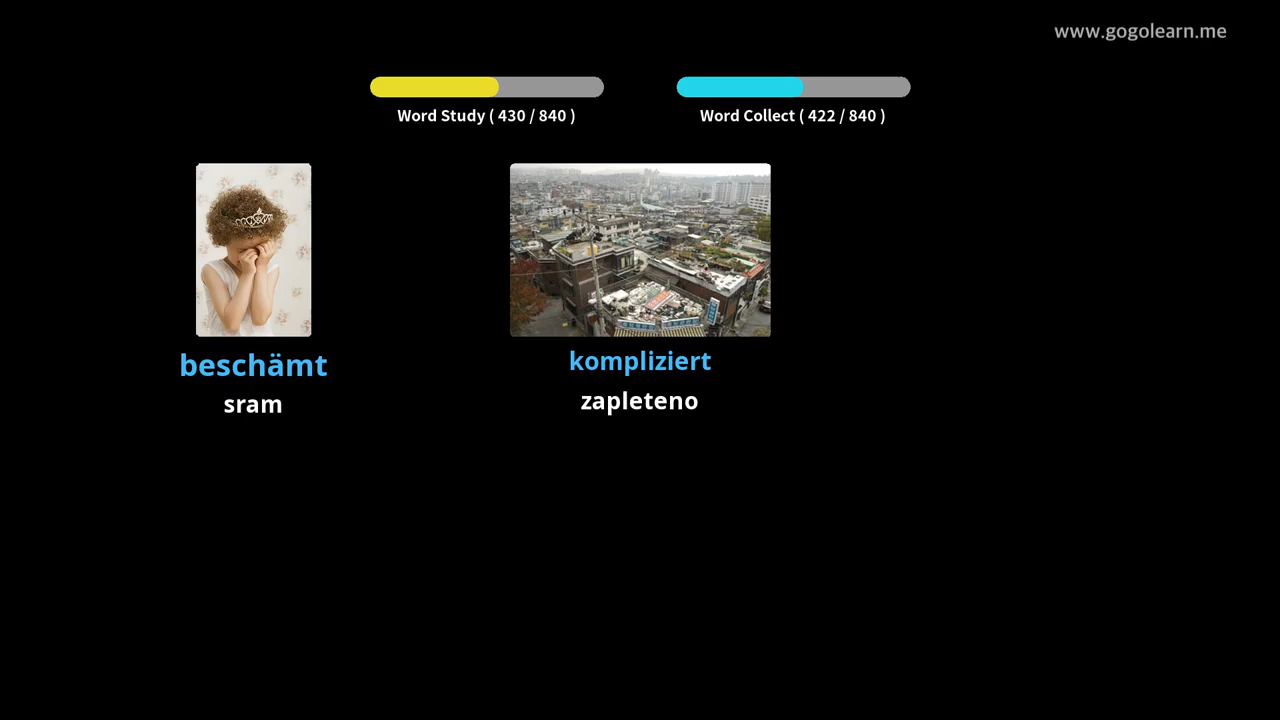 www.gogolearn.me
Word Study ( 430 / 840 )
Word Collect ( 422 / 840 )
beschämt
sram
kompliziert
zapleteno